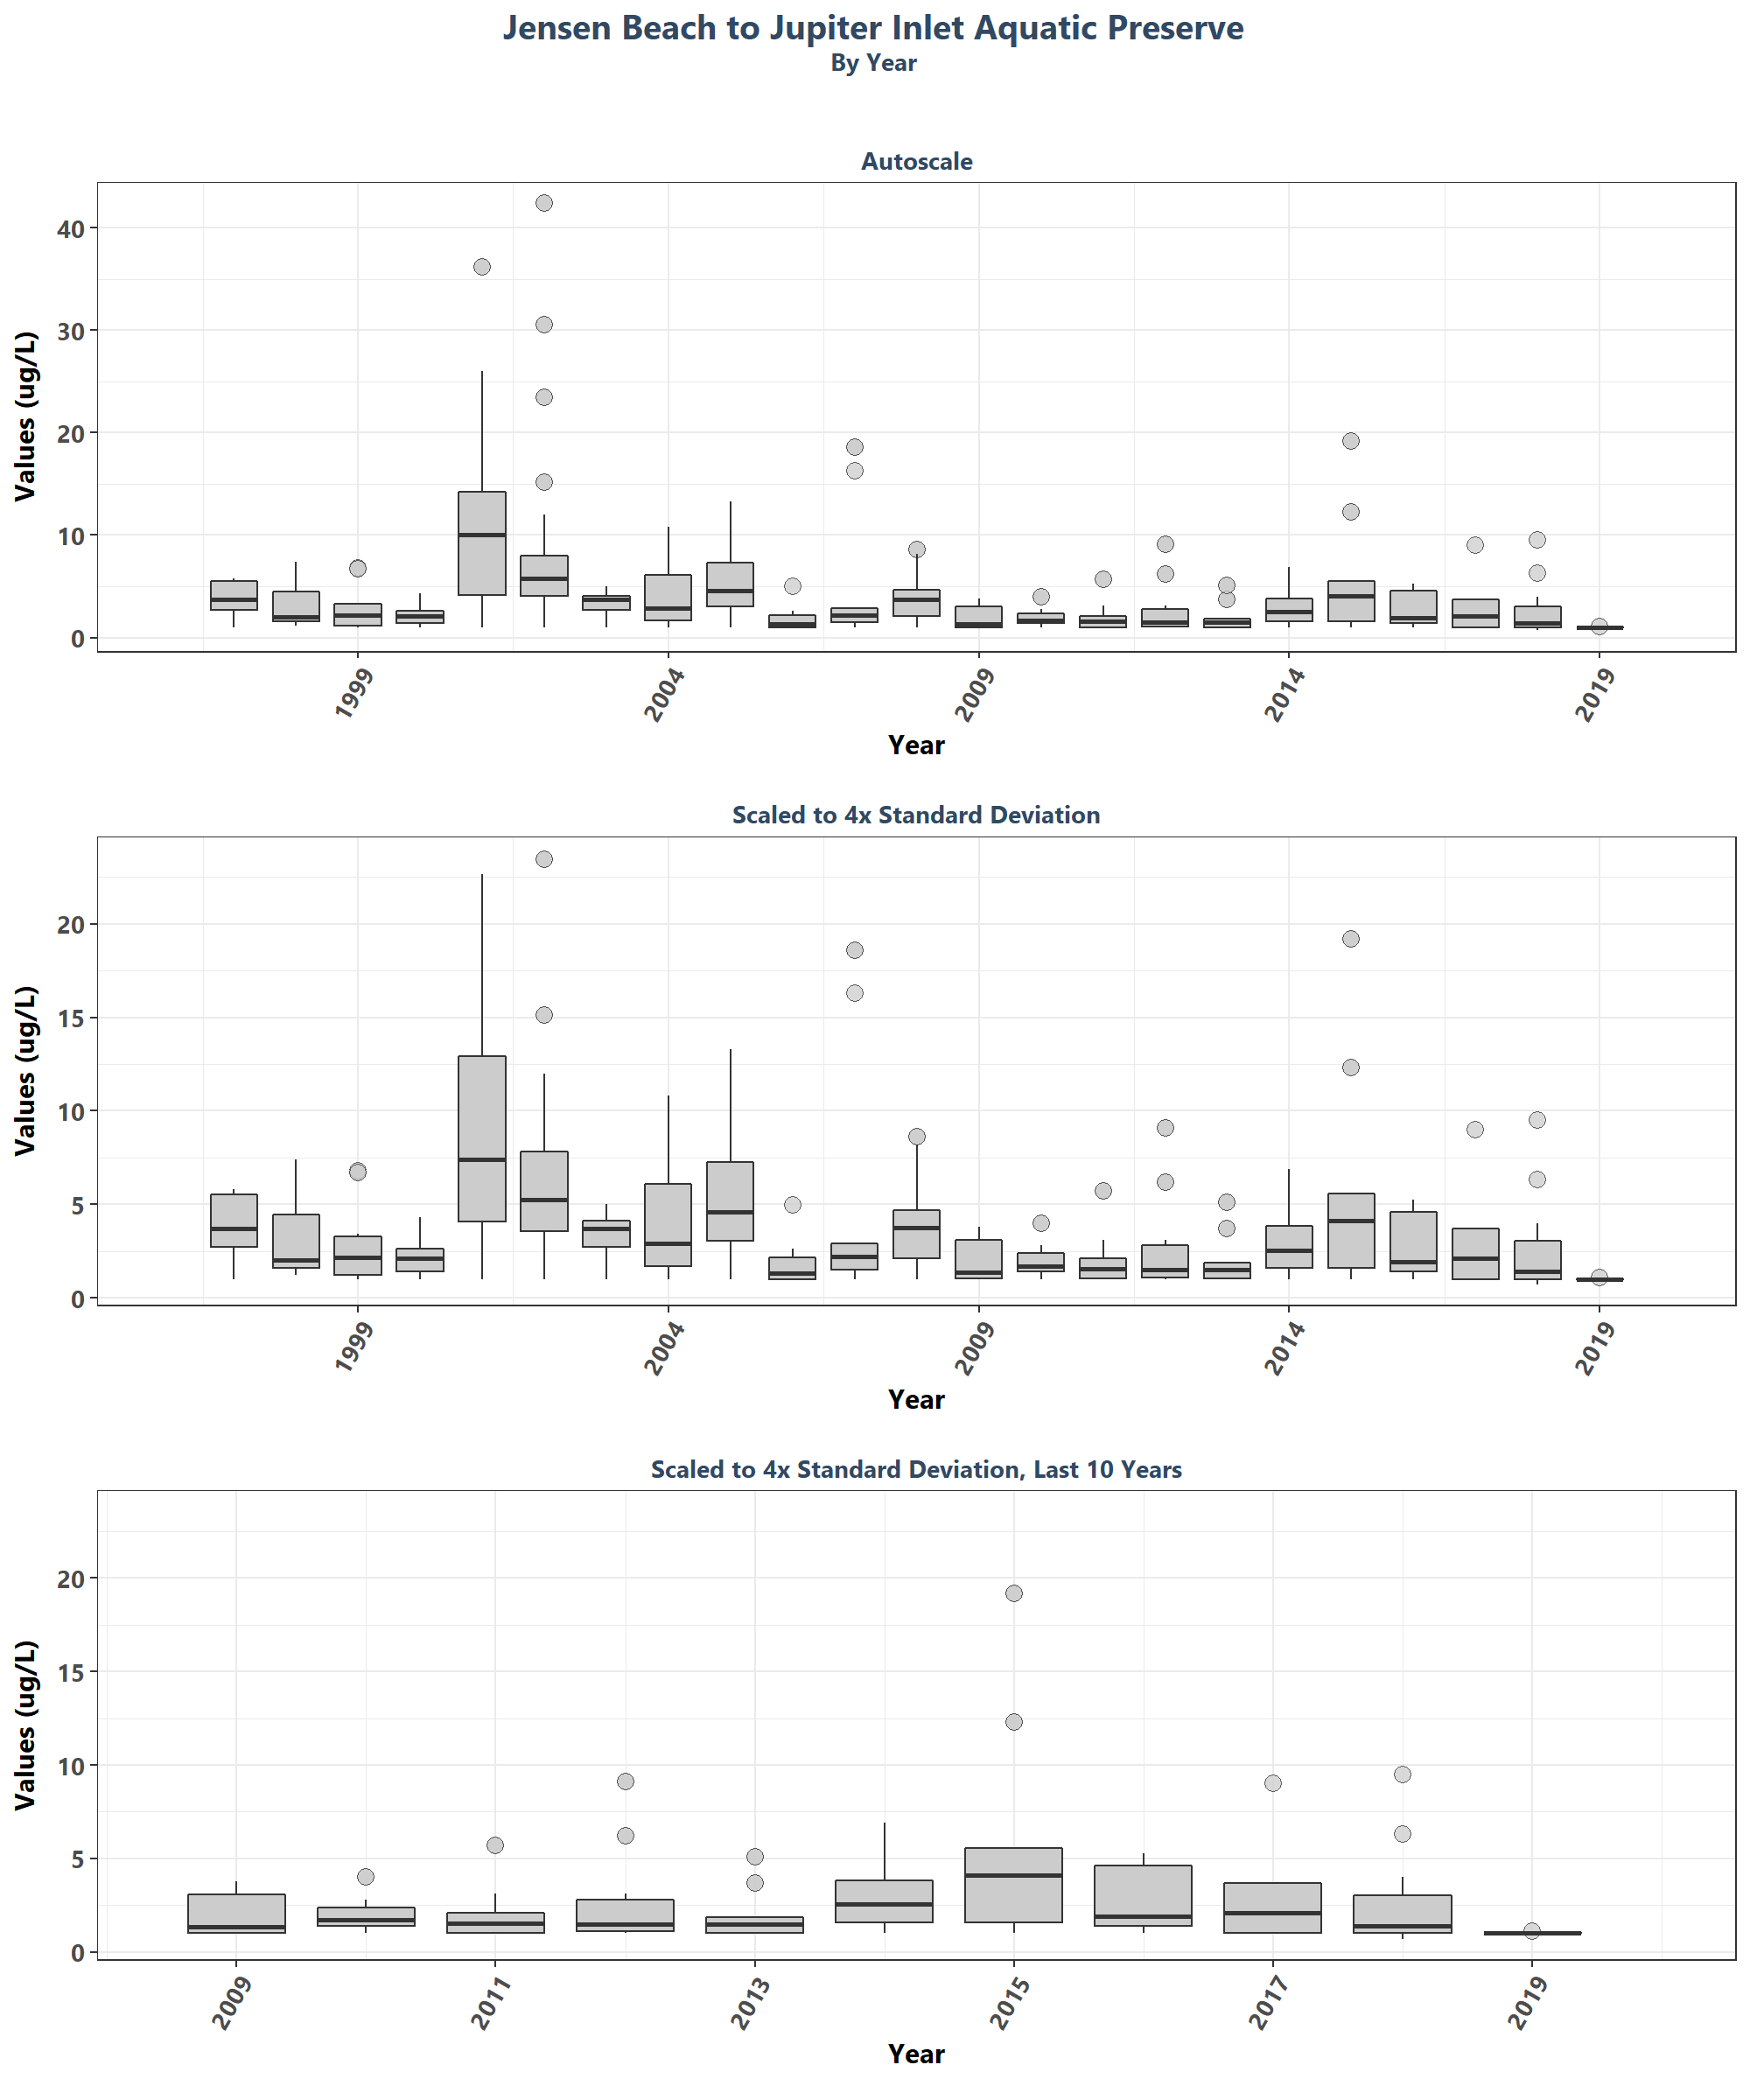 Jensen Beach to Jupiter Inlet Aquatic Preserve
By Year
Autoscale
Values (ug/L)
40
30
20
10
0
1999
2004
2009
2014
2019
Year
Scaled to 4x Standard Deviation
Values (ug/L)
20
15
10
5
0
1999
2004
2009
2014
2019
Year
Scaled to 4x Standard Deviation, Last 10 Years
Values (ug/L)
20
15
10
5
0
2009
2011
2013
2015
2017
2019
Year